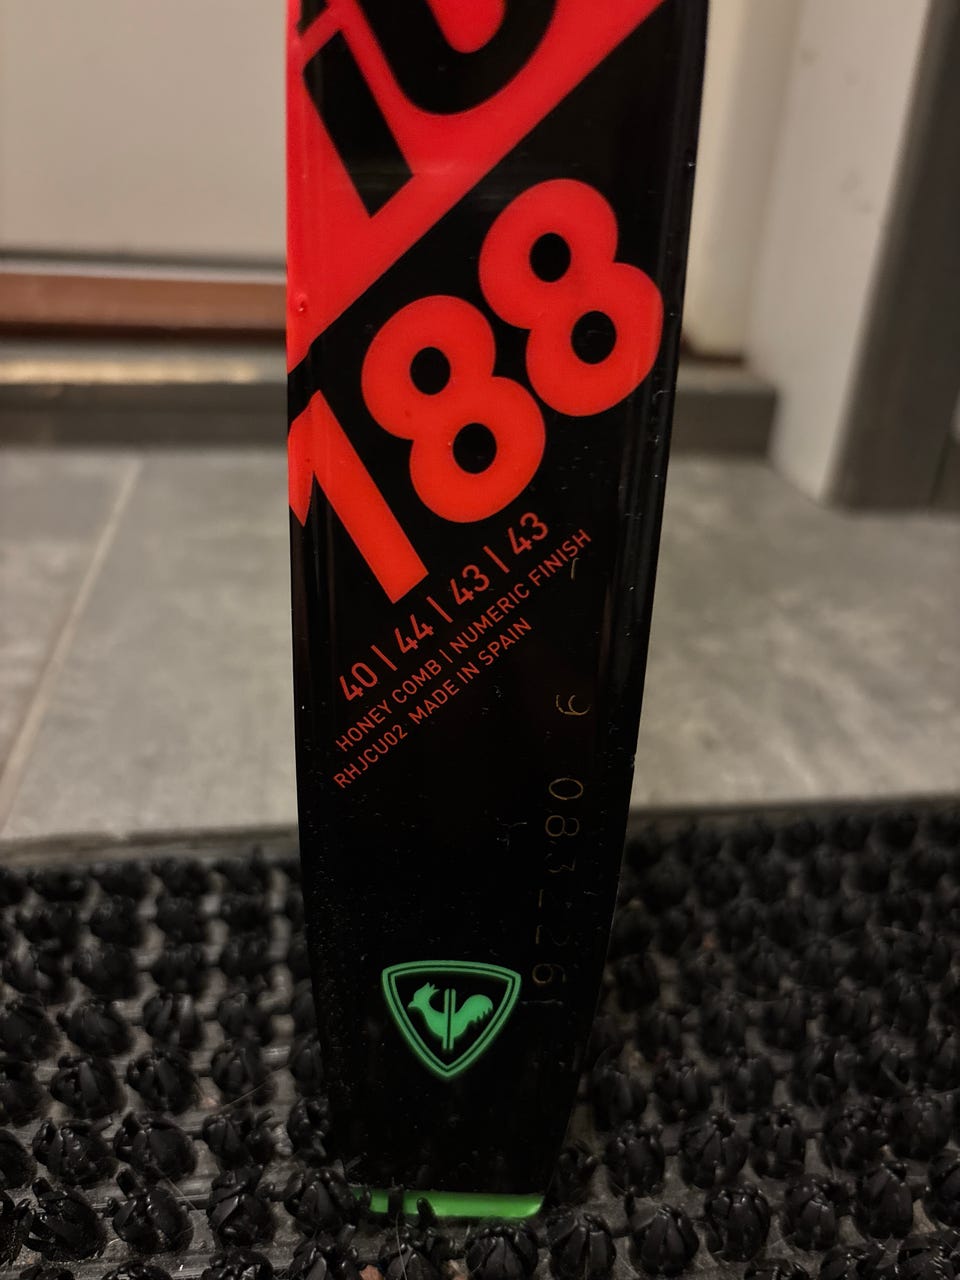 188
40 | 44 | 43 | 43
HONEY COMB | NUMERIC FINISH
RHJCU02 MADE IN SPAIN